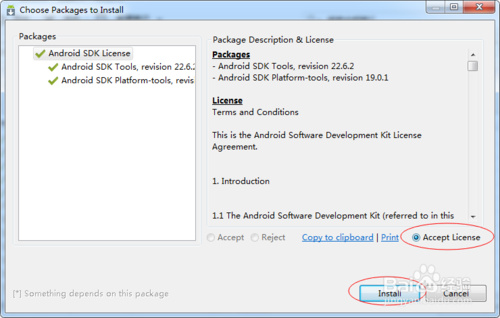 Choose Packages to Install
Packages
Android SDK License
Android SDK Tools, revision 22.6.2
Android SDK Platform-tools, revis
Package Description & License
Packages
- Android SDK Tools, revision 22.6.2
- Android SDK Platform-tools, revision 19.0.1
License
Terms and Conditions
This is the Android Software Development Kit License
Agreement.
1. Introduction
1.1 The Android Software Development Kit (referred to in this
Accept Reject Copy to clipboard | Print Accept License
[*] Something depends on this package
Install Cancel
Baidu 经验